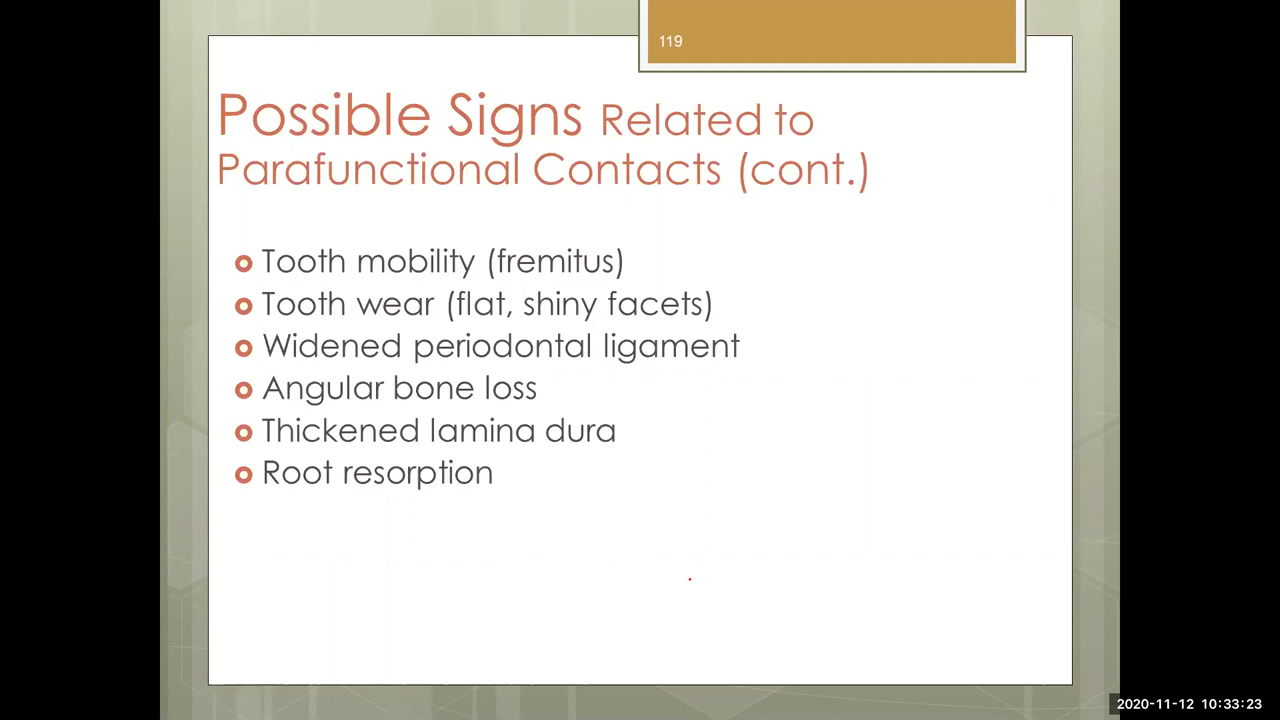 119
Possible Signs Related to
Parafunctional Contacts (cont.)
Tooth mobility (fremitus)
Tooth wear (flat, shiny facets)
Widened periodontal ligament
Angular bone loss
Thickened lamina dura
Root resorption
2020-11-12 10:33:23